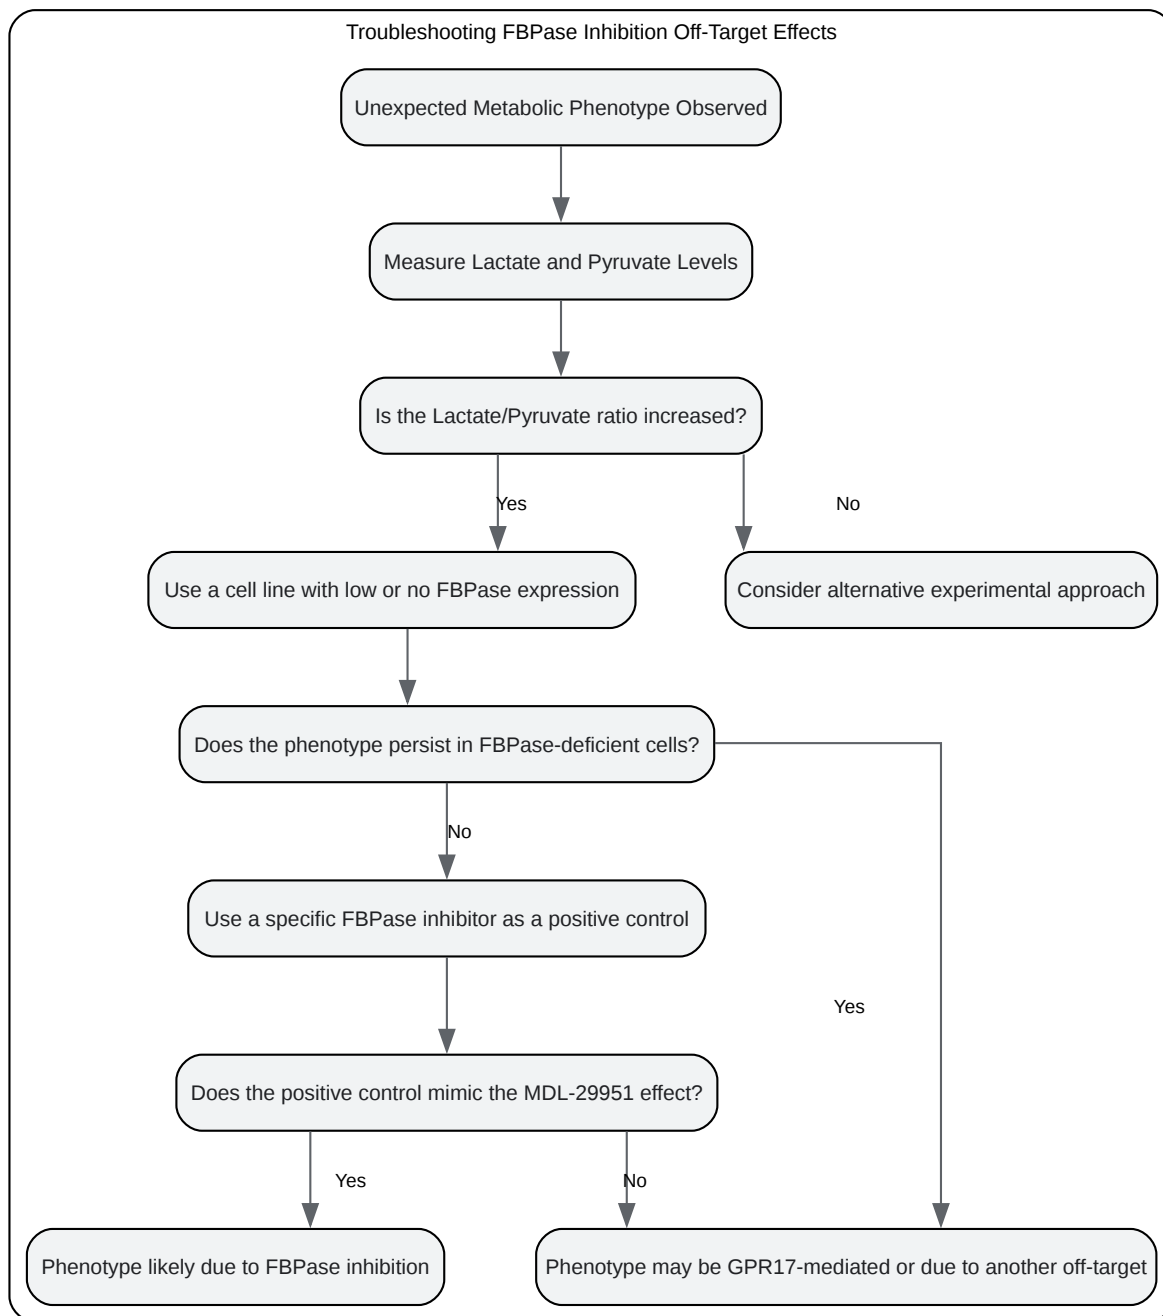 Troubleshooting FBPase Inhibition Off-Target Effects
Unexpected Metabolic Phenotype Observed
Measure Lactate and Pyruvate Levels
Is the Lactate/Pyruvate ratio increased?
Yes
No
Use a cell line with low or no FBPase expression
Consider alternative experimental approach
Does the phenotype persist in FBPase-deficient cells?
No
Use a specific FBPase inhibitor as a positive control
Yes
Does the positive control mimic the MDL-29951 effect?
Yes
No
Phenotype likely due to FBPase inhibition
Phenotype may be GPR17-mediated or due to another off-target